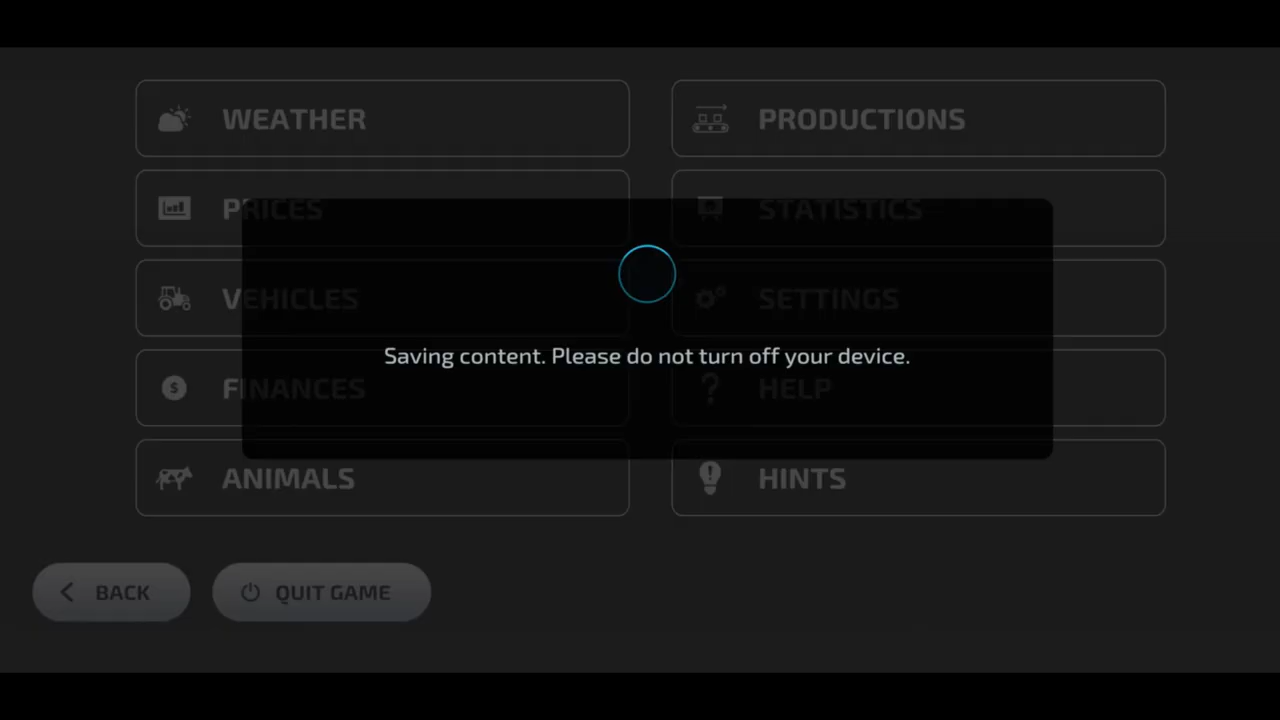 WEATHER
PRODUCTIONS
PRICES
STATISTICS
VEHICLES
SETTINGS
Saving content. Please do not turn off your device.
FINANCES
HELP
ANIMALS
HINTS
BACK
QUIT GAME